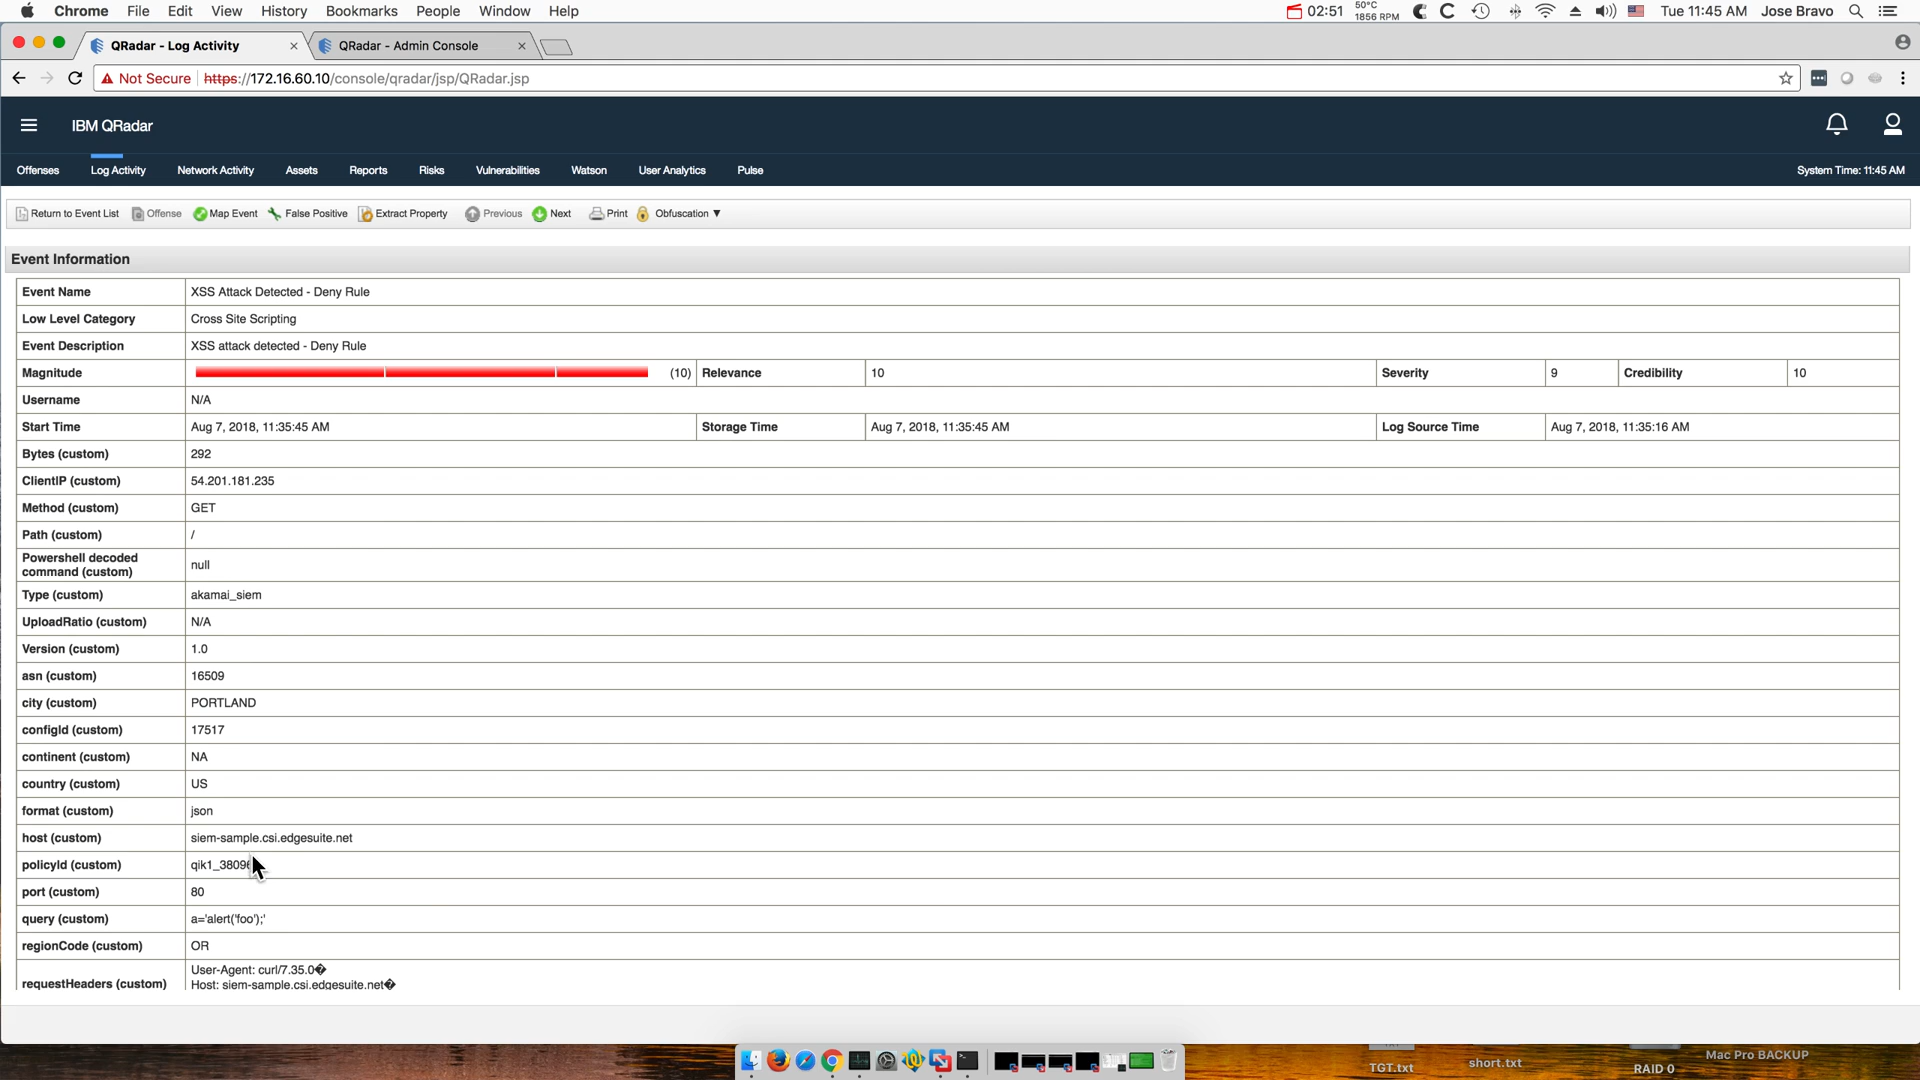 Chrome File Edit View History Bookmarks People Window Help 02:51 50°C 1856 RPM Tue 11:45 AM Jose Bravo
QRadar - Log Activity QRadar - Admin Console
Not Secure https://172.16.60.10/console/qradar/jsp/QRadar.jsp
IBM QRadar
Offenses Log Activity Network Activity Assets Reports Risks Vulnerabilities Watson User Analytics Pulse System Time: 11:45 AM
Return to Event List Offense Map Event False Positive Extract Property Previous Next Print Obfuscation ▼
Event Information
Event Name XSS Attack Detected - Deny Rule
Low Level Category Cross Site Scripting
Event Description XSS attack detected - Deny Rule
Magnitude (10) Relevance 10 Severity 9 Credibility 10
Username N/A
Start Time Aug 7, 2018, 11:35:45 AM Storage Time Aug 7, 2018, 11:35:45 AM Log Source Time Aug 7, 2018, 11:35:16 AM
Bytes (custom) 292
ClientIP (custom) 54.201.181.235
Method (custom) GET
Path (custom) /
Powershell decoded
command (custom) null
Type (custom) akamai_siem
UploadRatio (custom) N/A
Version (custom) 1.0
asn (custom) 16509
city (custom) PORTLAND
configId (custom) 17517
continent (custom) NA
country (custom) US
format (custom) json
host (custom) siem-sample.csi.edgesuite.net
policyId (custom)
port (custom) 80
query (custom) a='alert('foo');'
regionCode (custom) OR
requestHeaders (custom) User-Agent: curl/7.35.0�
Host: siem-sample.csi.edgesuite.net�
TGT.txt short.txt RAID 0 Mac Pro BACKUP